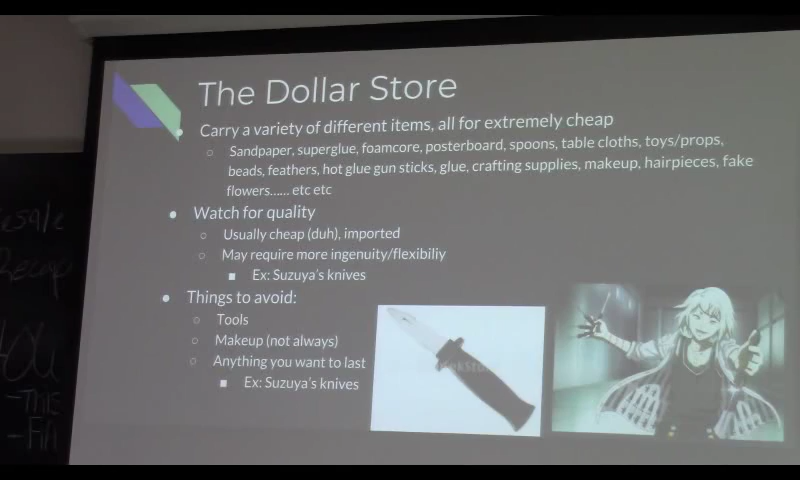 The Dollar Store
Carry a variety of different items, all for extremely cheap
Sandpaper, superglue, foamcore, posterboard, spoons, table cloths, toys/props,
beads, feathers, hot glue gun sticks, glue, crafting supplies, makeup, hairpieces, fake
flowers...... etc etc
Watch for quality
Usually cheap (duh), imported
May require more ingenuity/flexibiliy
Ex: Suzuya's knives
Things to avoid:
Tools
Makeup (not always)
Anything you want to last
Ex: Suzuya's knives
Recap